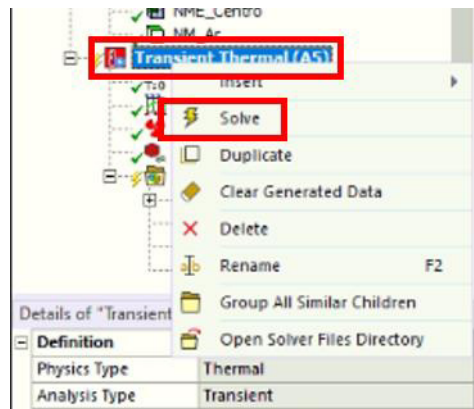 NME_Centro
NM_Ar
Transient Thermal (A5)
T=0
Insert
Solve
Duplicate
Clear Generated Data
Delete
Rename F2
Group All Similar Children
Open Solver Files Directory
Details of "Transient
Definition
Physics Type Thermal
Analysis Type Transient